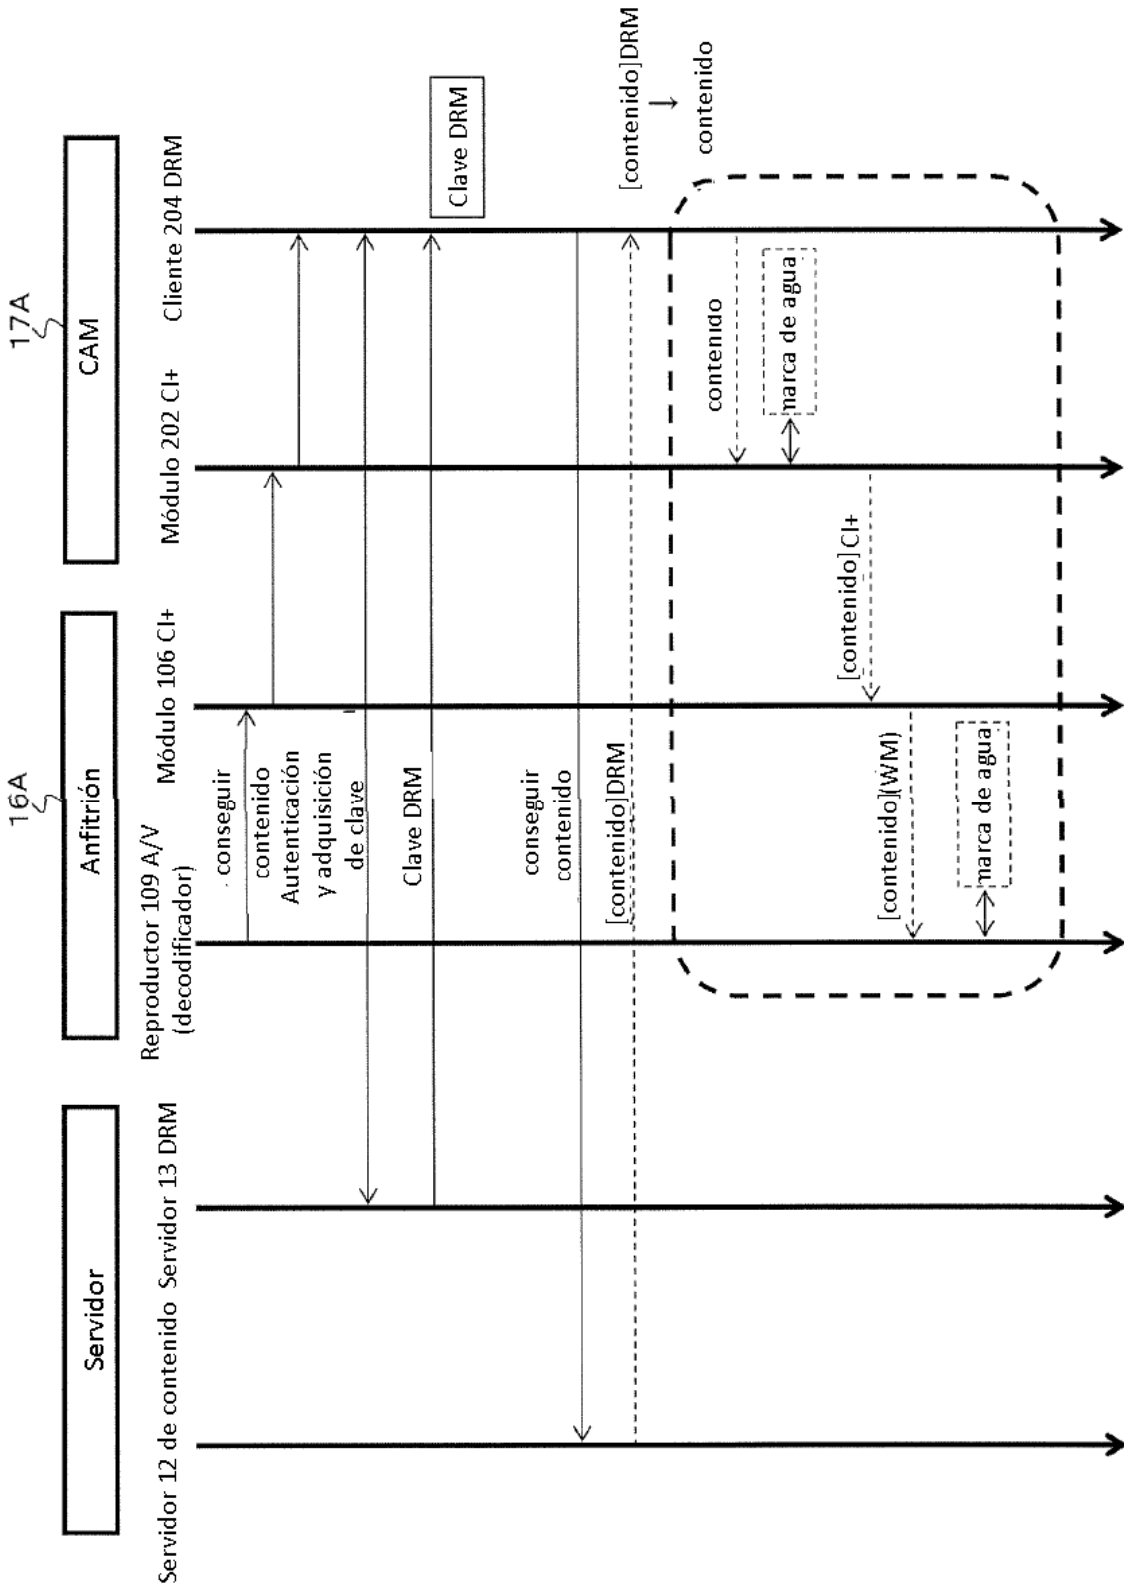 16A
17A
Servidor
Anfitrión
CAM
Servidor 12 de contenido
Servidor 13 DRM
Reproductor 109 A/V
(decodificador)
Módulo 106 CI+
Módulo 202 CI+
Cliente 204 DRM
conseguir
contenido
Autenticación
y adquisición
de clave
Clave DRM
Clave DRM
conseguir
contenido
[contenido]DRM
[contenido]DRM
contenido
contenido
marca de agua
[contenido]CI+
[contenido](WM)
marca de agua